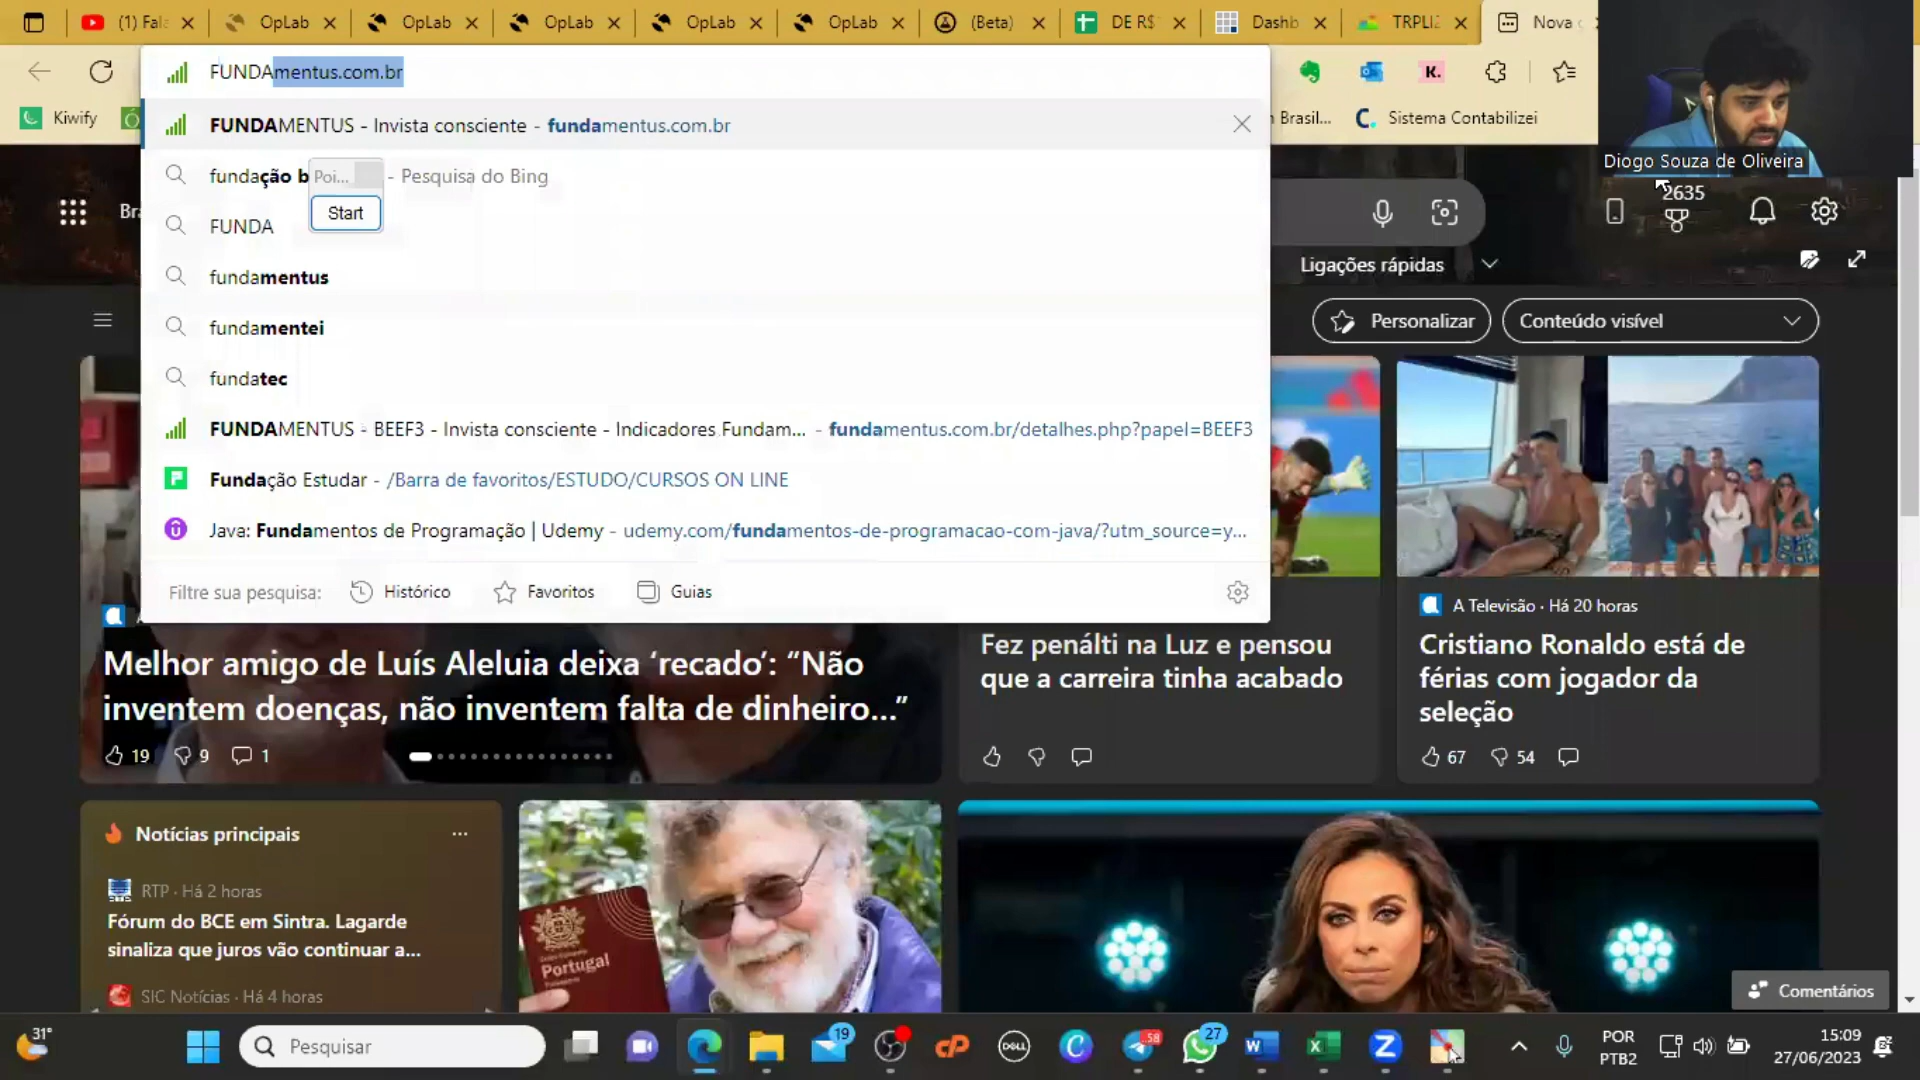 (1) Fala
OpLab
OpLab
OpLab
OpLab
OpLab
(Beta)
DE R$
Dashb
TRPLI
Nova
FUNDAmentus.com.br
Kiwify
FUNDAMENTUS - Invista consciente - fundamentus.com.br
m Brasil...
Sistema Contabilizei
Diogo Souza de Oliveira
fundação b
Poi...
- Pesquisa do Bing
Start
2635
Bra
FUNDA
Ligações rápidas
fundamentus
fundamentei
Personalizar
Conteúdo visível
fundatec
FUNDAMENTUS - BEEF3 - Invista consciente - Indicadores Fundam... - fundamentus.com.br/detalhes.php?papel=BEEF3
Fundação Estudar - /Barra de favoritos/ESTUDO/CURSOS ON LINE
Java: Fundamentos de Programação | Udemy - udemy.com/fundamentos-de-programacao-com-java/?utm_source=y...
Filtre sua pesquisa:
Histórico
Favoritos
Guias
Melhor amigo de Luís Aleluia deixa ‘recado’: “Não
inventem doenças, não inventem falta de dinheiro...”
19
9
1
Fez penálti na Luz e pensou
que a carreira tinha acabado
A Televisão · Há 20 horas
Cristiano Ronaldo está de
férias com jogador da
seleção
67
54
Notícias principais
RTP · Há 2 horas
Fórum do BCE em Sintra. Lagarde
sinaliza que juros vão continuar a...
SIC Notícias · Há 4 horas
Portugal
Comentários
31°
Pesquisar
19
DELL
58
27
POR
PTB2
15:09
27/06/2023